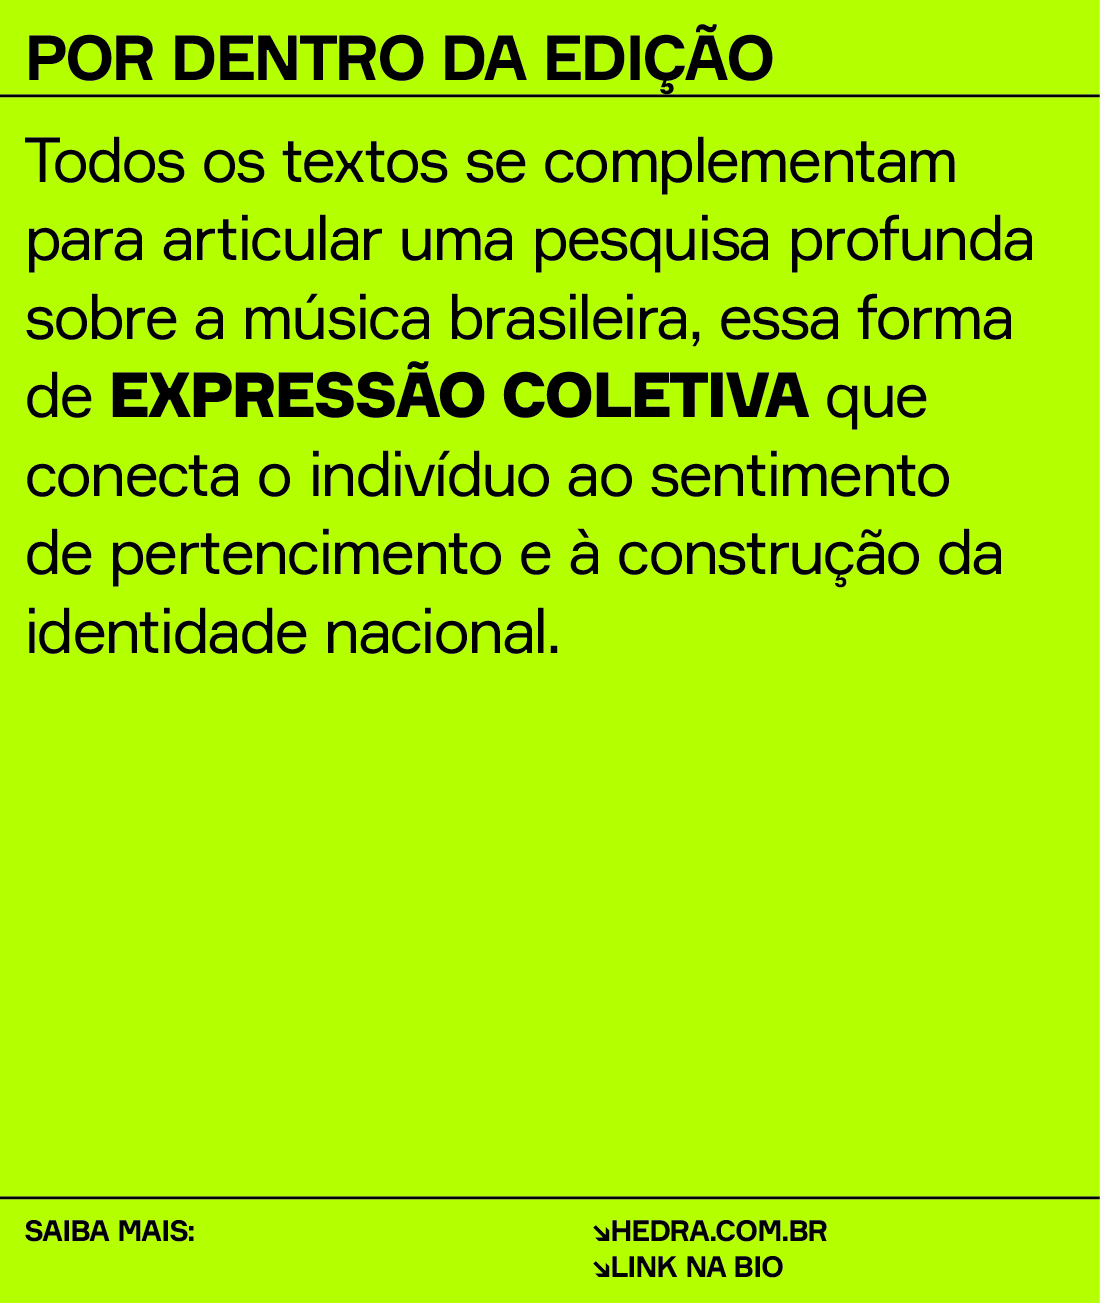 POR DENTRO DA EDIÇÃO
Todos os textos se complementam
para articular uma pesquisa profunda
sobre a música brasileira, essa forma
de EXPRESSÃO COLETIVA que
conecta o indivíduo ao sentimento
de pertencimento e à construção da
identidade nacional.
SAIBA MAIS:
↘HEDRA.COM.BR
↘LINK NA BIO